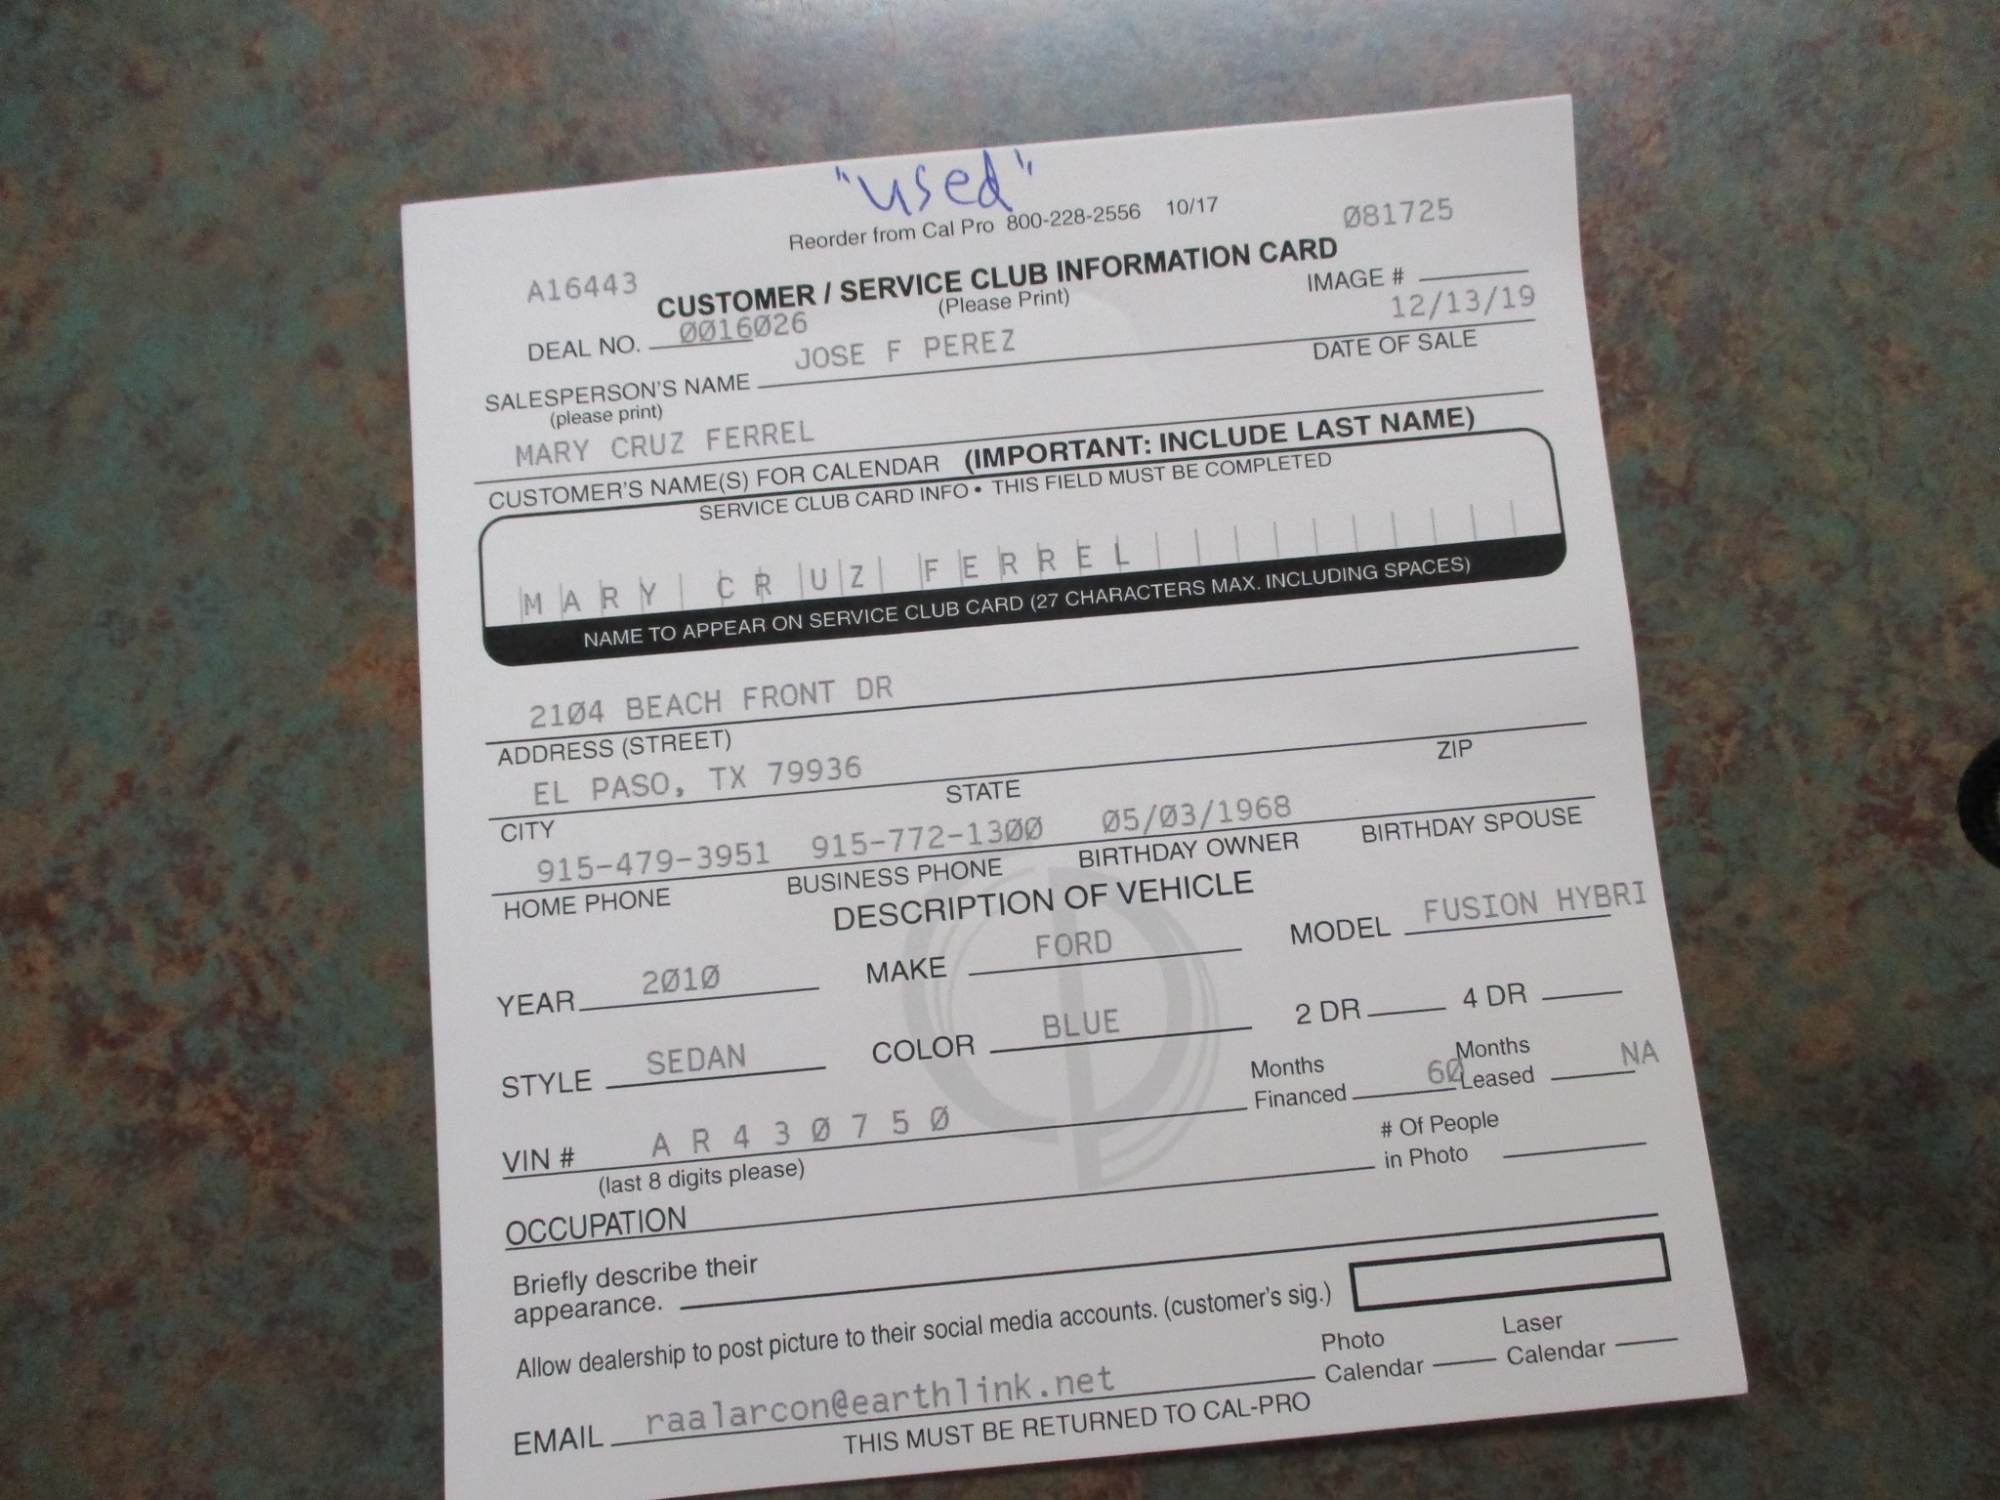 "used"
Reorder from Cal Pro 800-228-2556 10/17
Ø81725
A16443
CUSTOMER / SERVICE CLUB INFORMATION CARD
(Please Print)
IMAGE #
DEAL NO. ØØ16Ø26
12/13/19
SALESPERSON'S NAME JOSE F PEREZ
DATE OF SALE
(please print)
MARY CRUZ FERREL
CUSTOMER'S NAME(S) FOR CALENDAR (IMPORTANT: INCLUDE LAST NAME)
SERVICE CLUB CARD INFO • THIS FIELD MUST BE COMPLETED
MARY CRUZ FERREL
NAME TO APPEAR ON SERVICE CLUB CARD (27 CHARACTERS MAX. INCLUDING SPACES)
21Ø4 BEACH FRONT DR
ADDRESS (STREET)
EL PASO, TX 79936
CITY STATE ZIP
915-479-3951 915-772-13ØØ Ø5/Ø3/1968
HOME PHONE BUSINESS PHONE BIRTHDAY OWNER BIRTHDAY SPOUSE
DESCRIPTION OF VEHICLE
YEAR 2Ø1Ø MAKE FORD MODEL FUSION HYBRI
STYLE SEDAN COLOR BLUE 2 DR 4 DR
VIN # A R 4 3 Ø 7 5 Ø Months Financed 6Ø Months Leased NA
(last 8 digits please)
# Of People
in Photo
OCCUPATION
Briefly describe their
appearance.
Allow dealership to post picture to their social media accounts. (customer's sig.)
EMAIL raalarcon@earthlink.net Photo Calendar Laser Calendar
THIS MUST BE RETURNED TO CAL-PRO